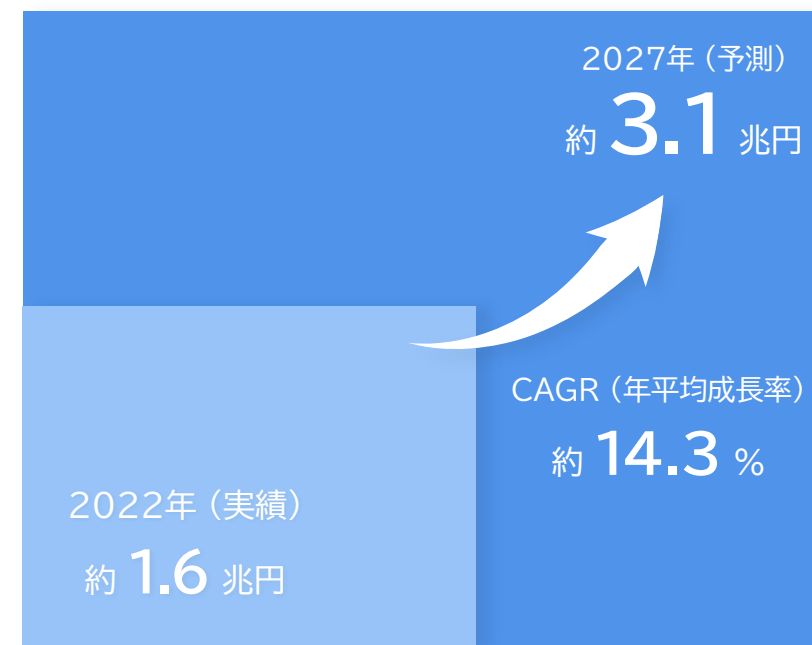 2027年（予測）
約 3.1 兆円
CAGR（年平均成長率）
約 14.3 %
2022年（実績）
約 1.6 兆円